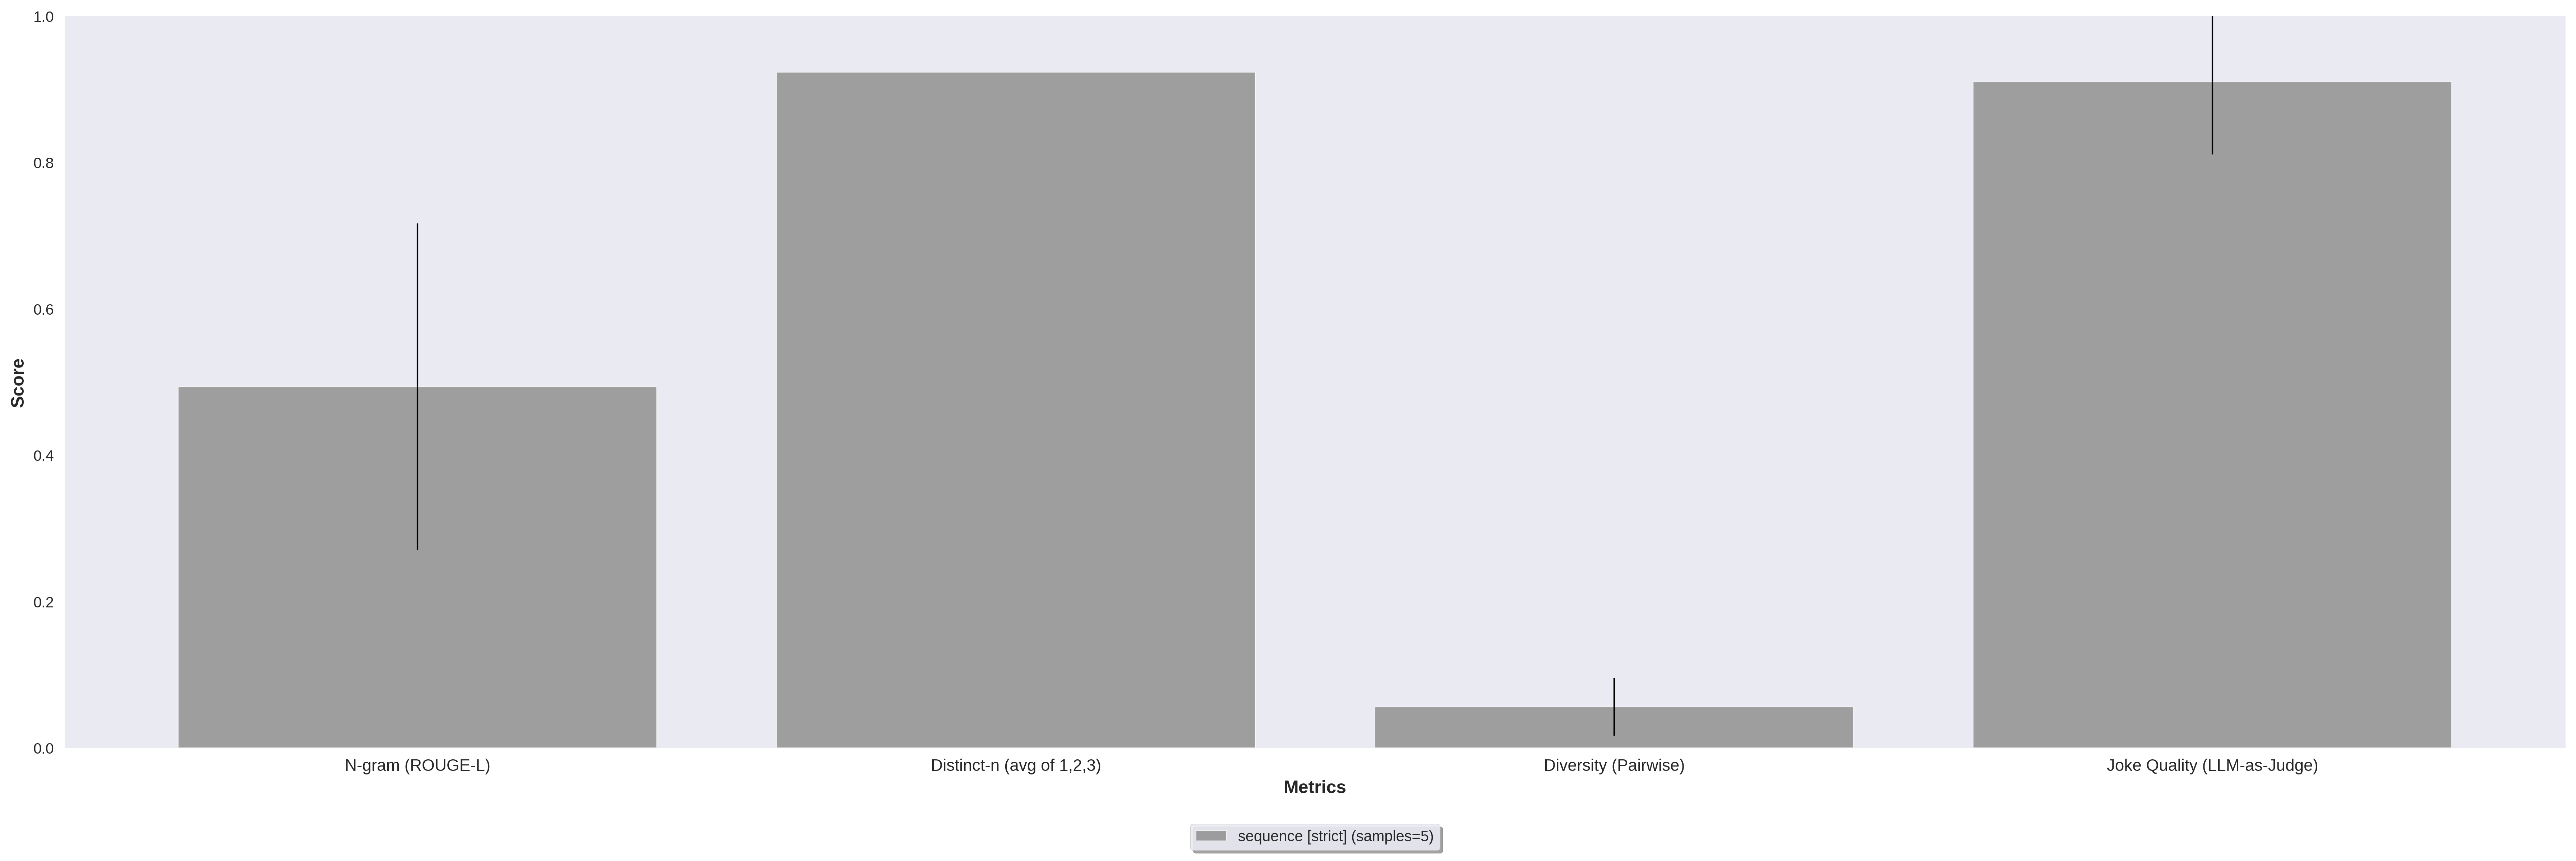 1.0
0.8
0.6
0.4
0.2
0.0
Score
N-gram (ROUGE-L)
Distinct-n (avg of 1,2,3)
Diversity (Pairwise)
Joke Quality (LLM-as-Judge)
Metrics
sequence [strict] (samples=5)